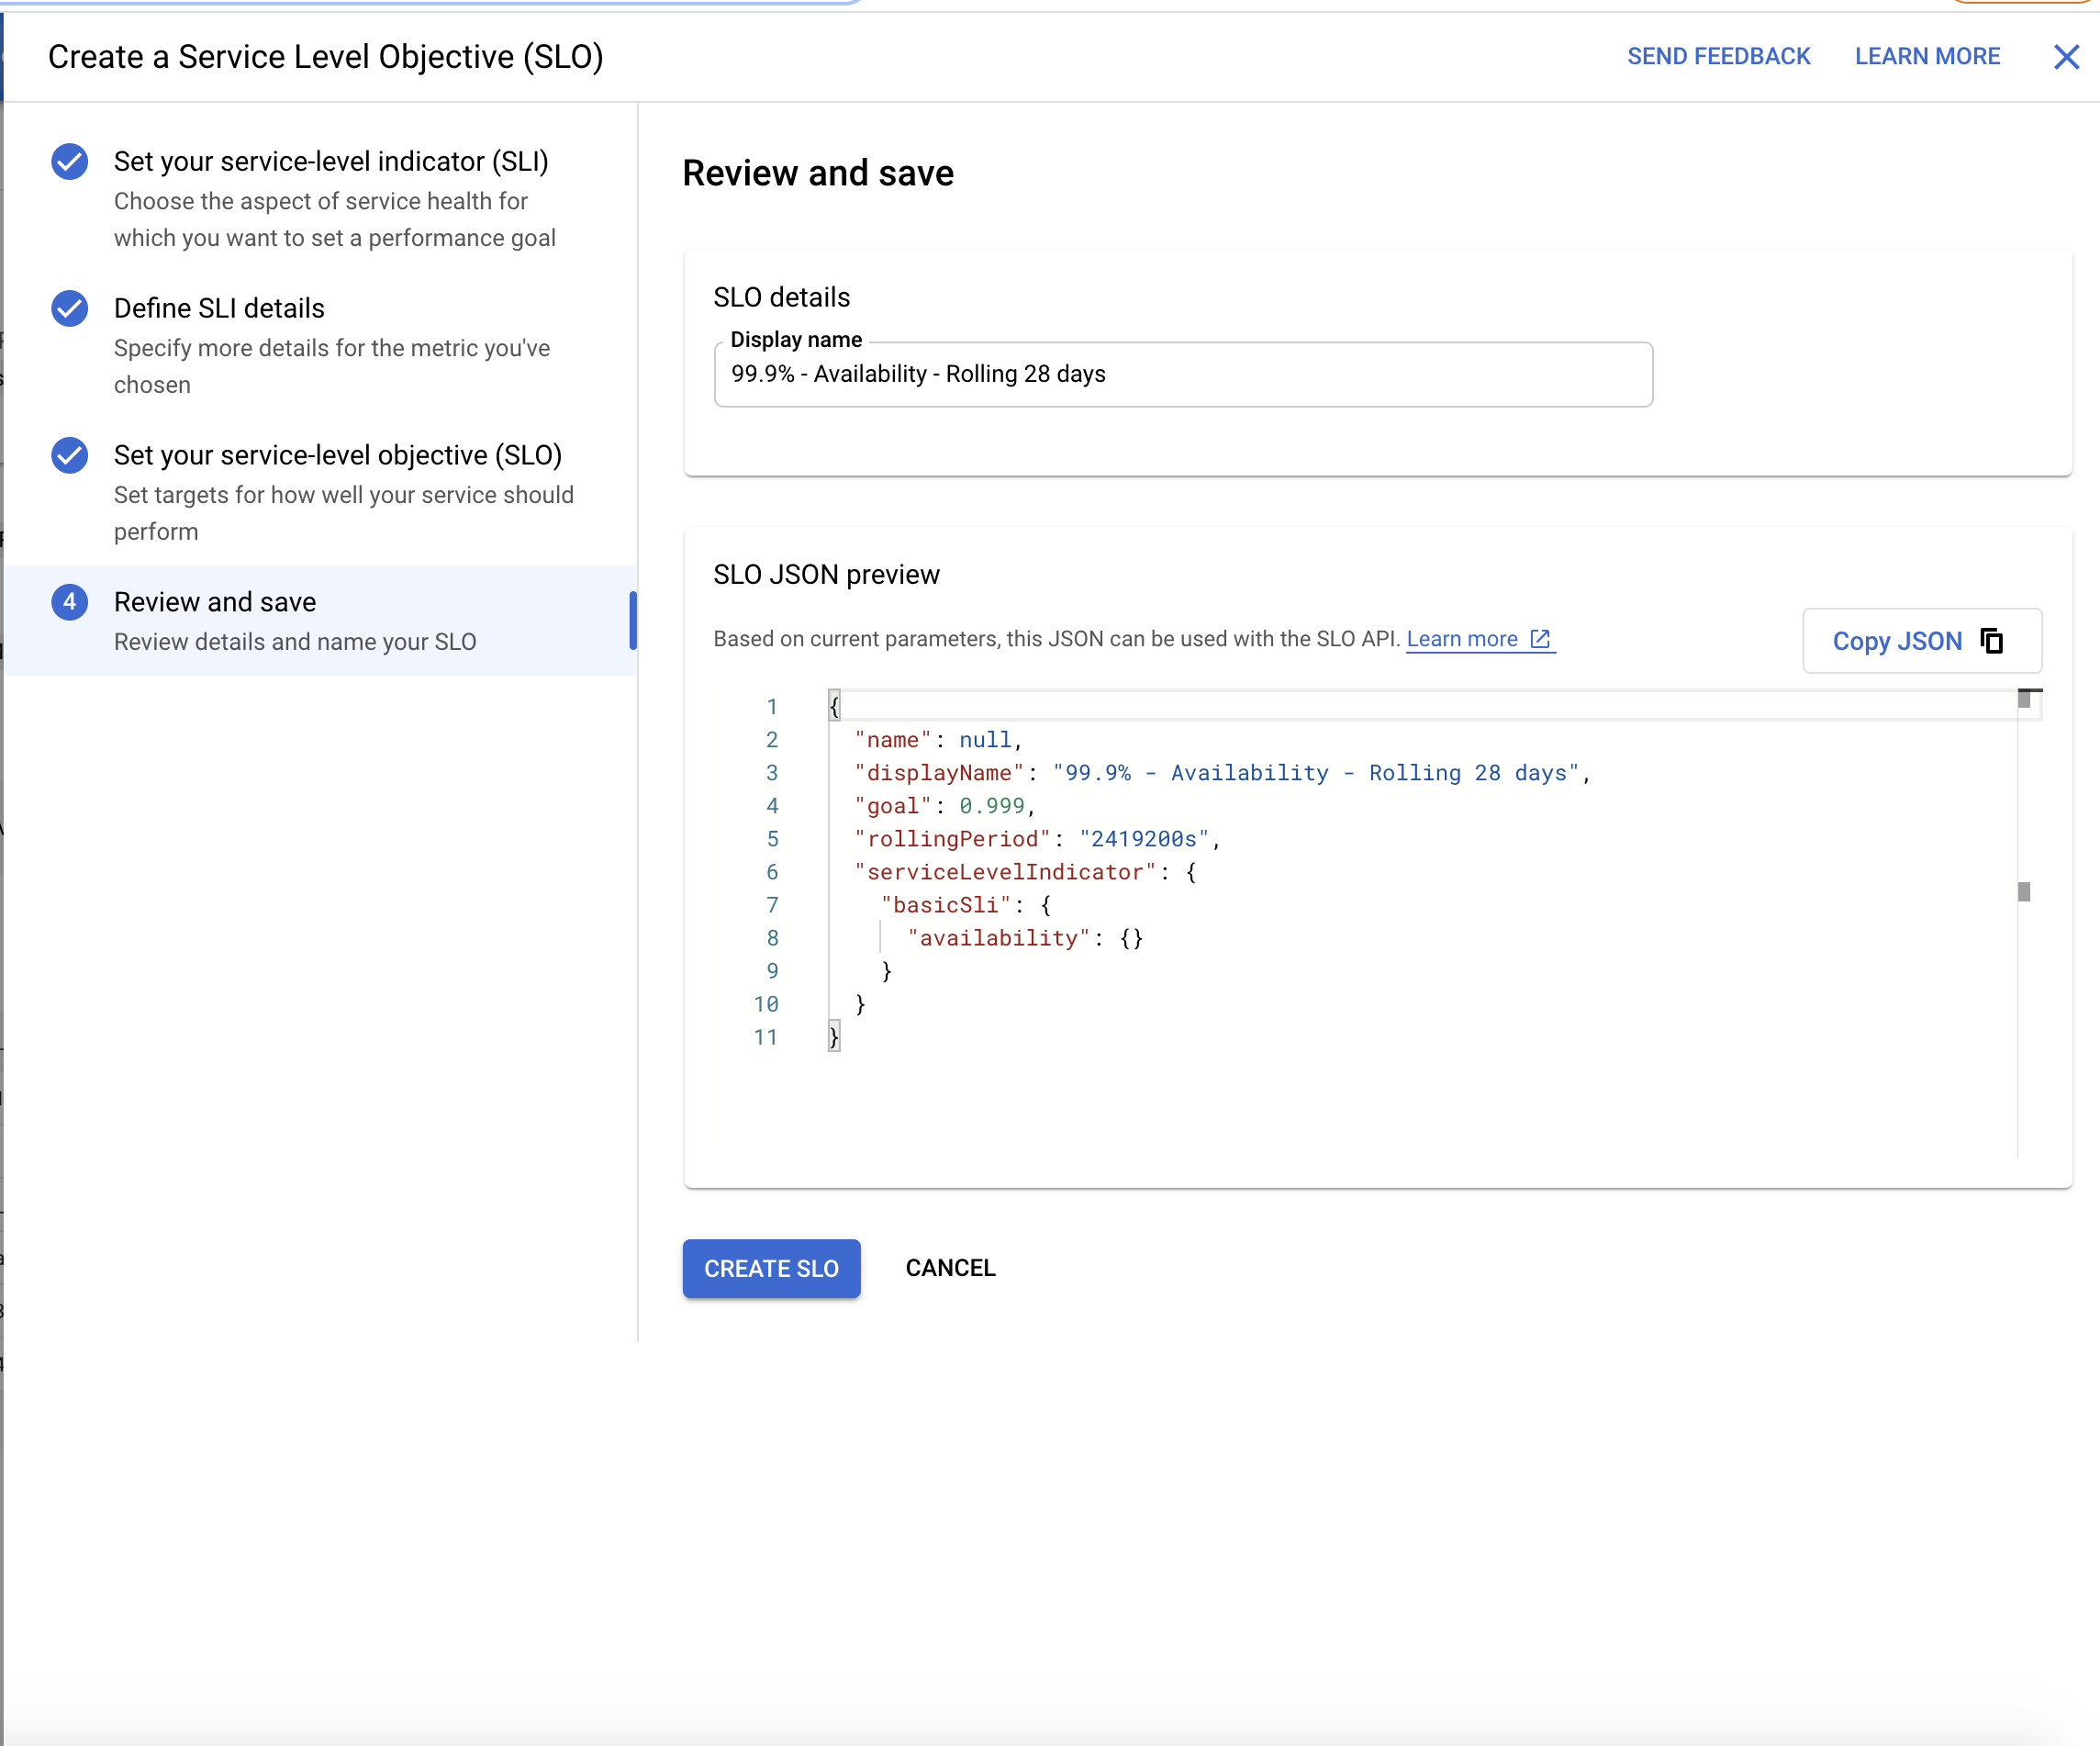 Create a Service Level Objective (SLO)
SEND FEEDBACK
LEARN MORE
Set your service-level indicator (SLI)
Choose the aspect of service health for
which you want to set a performance goal
Define SLI details
Specify more details for the metric you've
chosen
Set your service-level objective (SLO)
Set targets for how well your service should
perform
4
Review and save
Review details and name your SLO
Review and save
SLO details
Display name
99.9% - Availability - Rolling 28 days
SLO JSON preview
Based on current parameters, this JSON can be used with the SLO API. Learn more
Copy JSON
1 {
2 "name": null,
3 "displayName": "99.9% - Availability - Rolling 28 days",
4 "goal": 0.999,
5 "rollingPeriod": "2419200s",
6 "serviceLevelIndicator": {
7 "basicSli": {
8 "availability": {}
9 }
10 }
11 }
CREATE SLO
CANCEL